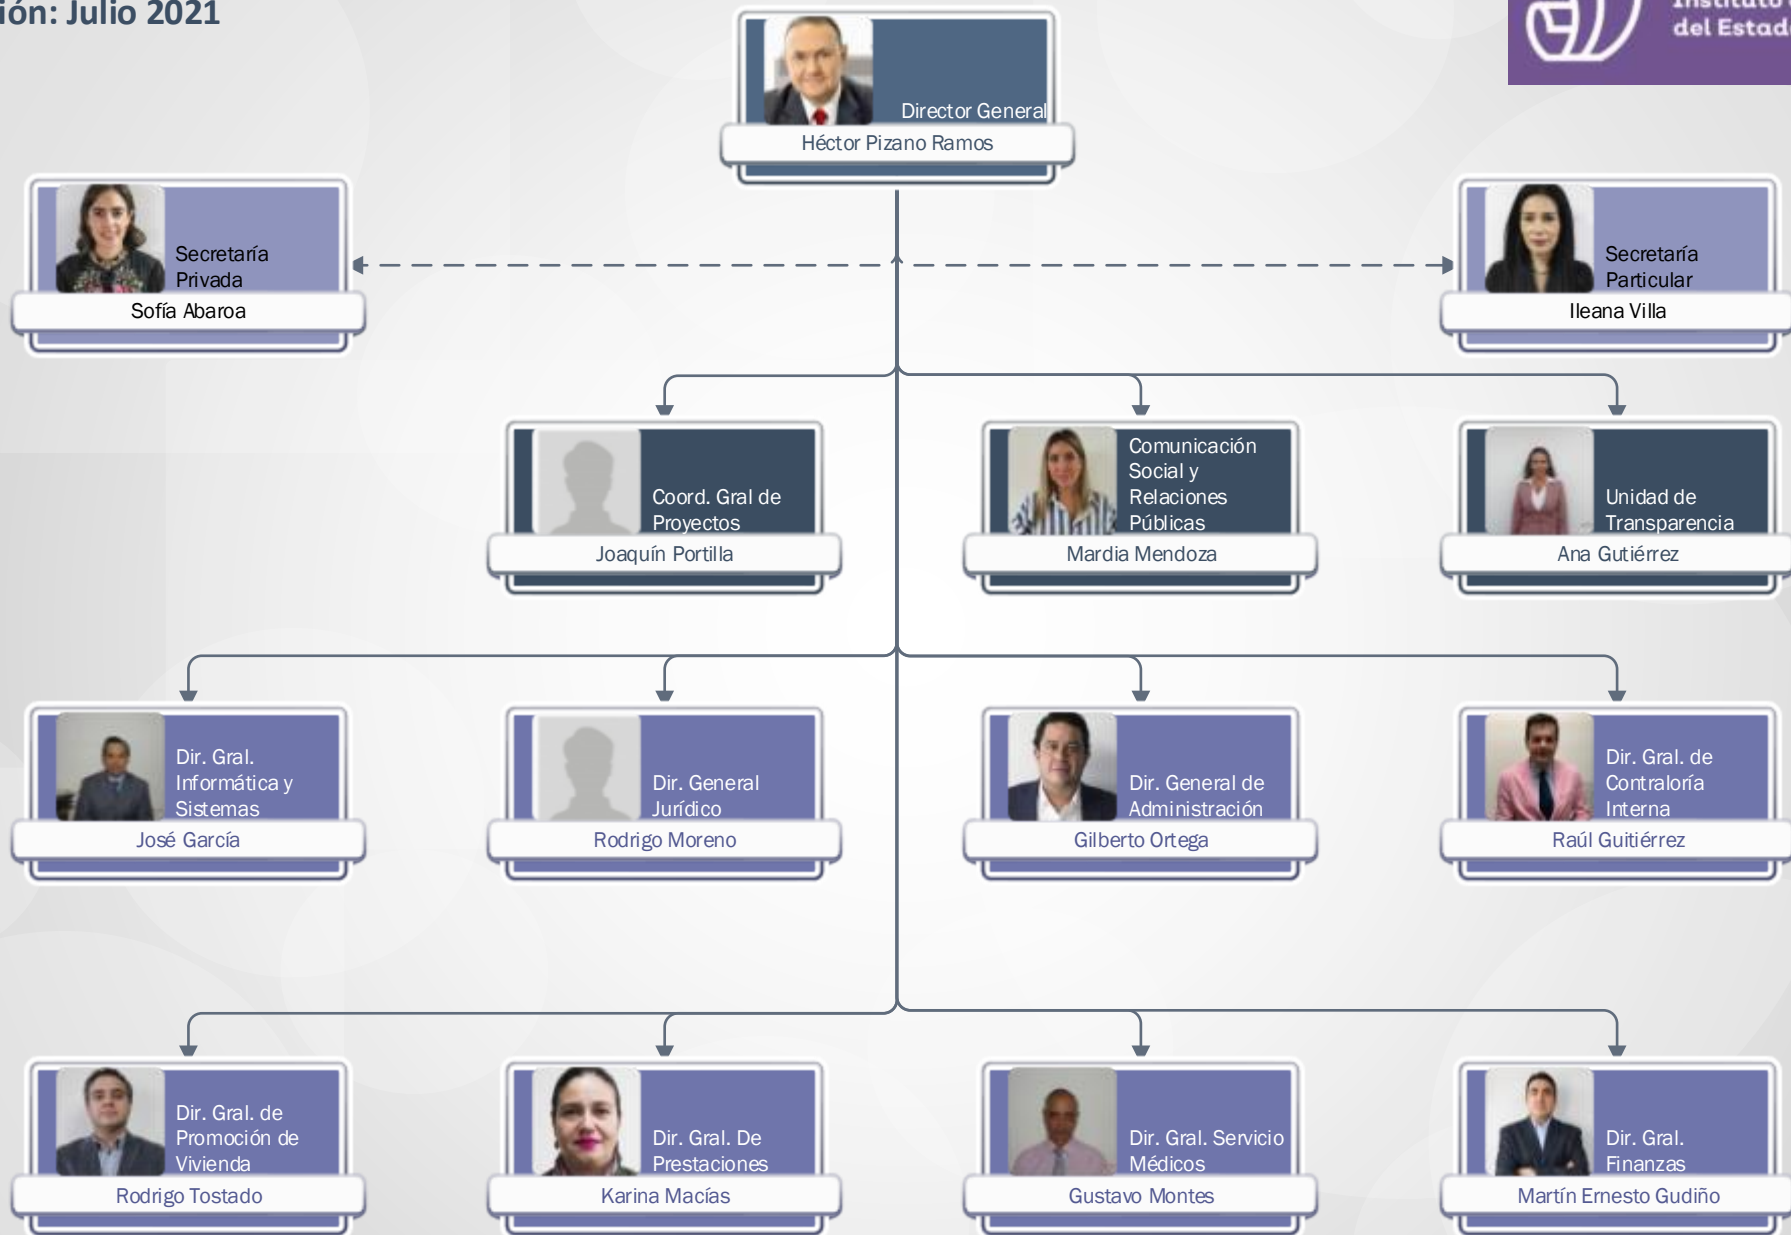 ión: Julio 2021
Instituto
del Estad
Director General
Héctor Pizano Ramos
Secretaría
Privada
Sofía Abaroa
Secretaría
Particular
Ileana Villa
Coord. Gral de
Proyectos
Joaquín Portilla
Comunicación
Social y
Relaciones
Públicas
Mardia Mendoza
Unidad de
Transparencia
Ana Gutiérrez
Dir. Gral.
Informática y
Sistemas
José García
Dir. General
Jurídico
Rodrigo Moreno
Dir. General de
Administración
Gilberto Ortega
Dir. Gral. de
Contraloría
Interna
Raúl Guitiérrez
Dir. Gral. de
Promoción de
Vivienda
Rodrigo Tostado
Dir. Gral. De
Prestaciones
Karina Macías
Dir. Gral. Servicio
Médicos
Gustavo Montes
Dir. Gral.
Finanzas
Martín Ernesto Gudiño